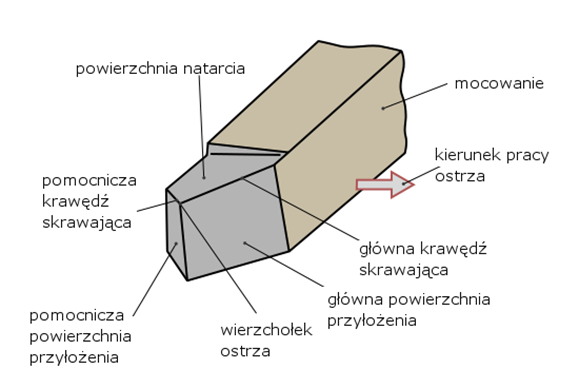 powierzchnia natarcia
mocowanie
kierunek pracy
ostrza
pomocnicza
krawędź
skrawająca
główna krawędź
skrawająca
główna powierzchnia
przyłożenia
pomocnicza
powierzchnia
przyłożenia
wierzchołek
ostrza